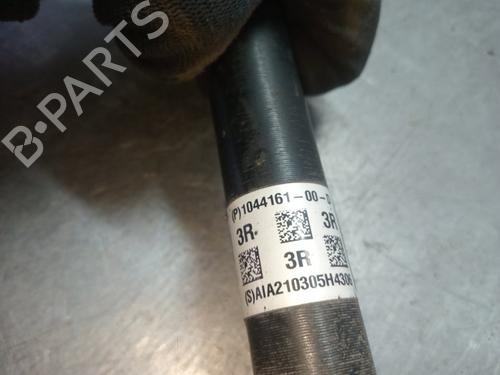 B-PARTS
(P)1044161-00-
3R 3R
3R
(S)AIA210305H430